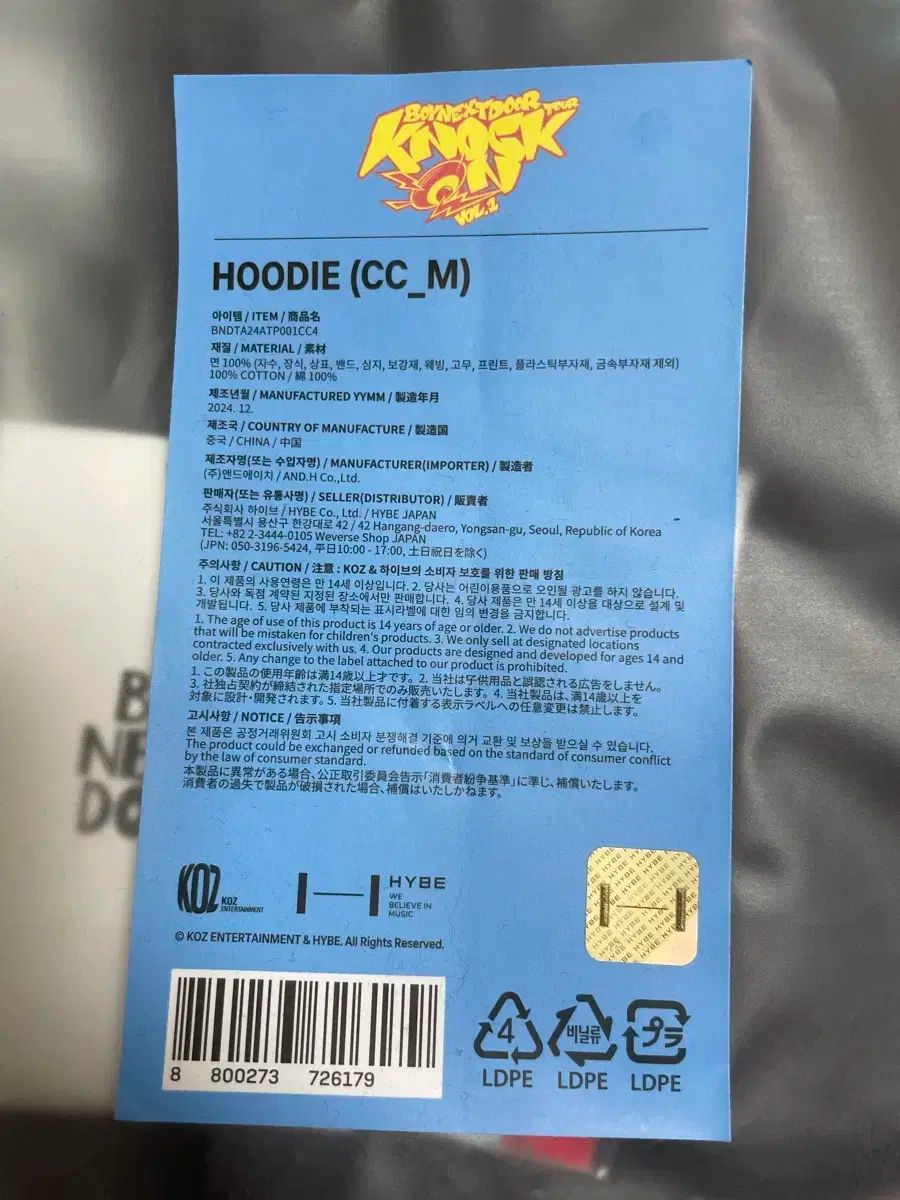 BOYNEXTDOOR TOUR
KNOCK
ON
VOL.1
HOODIE (CC_M)
아이템 / ITEM / 商品名
BNDTA24ATP001CC4
재질 / MATERIAL / 素材
면 100% (자수, 장식, 상표, 밴드, 심지, 보강재, 웨빙, 고무, 프린트, 플라스틱부자재, 금속부자재 제외)
100% COTTON / 綿 100%
제조년월 / MANUFACTURED YYMM / 製造年月
2024. 12.
제조국 / COUNTRY OF MANUFACTURE / 製造国
중국 / CHINA / 中国
제조자명(또는 수입자명) / MANUFACTURER(IMPORTER) / 製造者
(주)앤드에이치 / AND.H Co.,Ltd.
판매자(또는 유통사명) / SELLER(DISTRIBUTOR) / 販賣者
주식회사 하이브 / HYBE Co., Ltd. / HYBE JAPAN
서울특별시 용산구 한강대로 42 / 42 Hangang-daero, Yongsan-gu, Seoul, Republic of Korea
TEL: +82 2-3444-0105 Weverse Shop JAPAN
(JPN: 050-3196-5424, 平日10:00 - 17:00, 土日祝日を除く)
주의사항 / CAUTION / 注意 : KOZ & 하이브의 소비자 보호를 위한 판매 방침
1. 이 제품의 사용연령은 만 14세 이상입니다. 2. 당사는 어린이용품으로 오인될 광고를 하지 않습니다.
3. 당사와 독점 계약된 지정된 장소에서만 판매합니다. 4. 당사 제품은 만 14세 이상을 대상으로 설계 및
개발됩니다. 5. 당사 제품에 부착되는 표시라벨에 대한 임의 변경을 금지합니다.
1. The age of use of this product is 14 years of age or older. 2. We do not advertise products
that will be mistaken for children's products. 3. We only sell at designated locations
contracted exclusively with us. 4. Our products are designed and developed for ages 14 and
older. 5. Any change to the label attached to our product is prohibited.
1. この製品の使用年齢は満14歳以上才です。2. 当社は子供用品と誤認される広告をしません。
3. 社独占契約が締結された指定場所でのみ販売いたします。4. 当社製品は、満14歳以上を
対象に設計・開発されます。5. 当社製品に付着する表示ラベルへの任意変更は禁止します。
고시사항 / NOTICE / 告示事項
본 제품은 공정거래위원회 고시 소비자 분쟁해결 기준에 의거 교환 및 보상을 받으실 수 있습니다.
The product could be exchanged or refunded based on the standard of consumer conflict
by the law of consumer standard.
本製品に異常がある場合、公正取引委員会告示「消費者紛争基準」に準じ、補償いたします。
消費者の過失で製品が破損された場合、補償はいたしかねます。
KOZ KOZ
ENTERTAINMENT
HYBE
WE
BELIEVE IN
MUSIC
© KOZ ENTERTAINMENT & HYBE. All Rights Reserved.
8 800273 726179
4 비닐류 プラ
LDPE LDPE LDPE